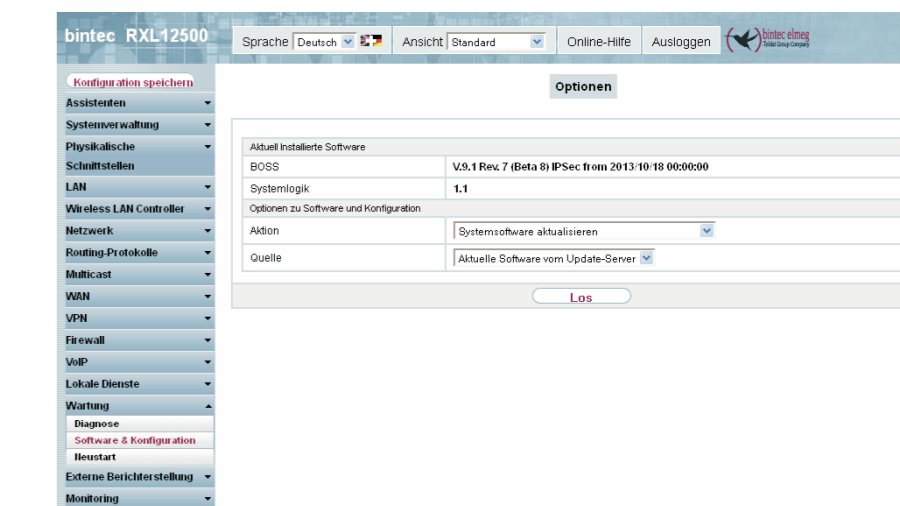 bintec RXL12500
Sprache Deutsch Ansicht Standard Online-Hilfe Ausloggen bintec elmeg
Teldat Group Company
Konfiguration speichern
Optionen
Assistenten
Systemverwaltung
Physikalische
Schnittstellen
LAN
Wireless LAN Controller
Netzwerk
Routing-Protokolle
Multicast
WAN
VPN
Firewall
VoIP
Lokale Dienste
Wartung
Diagnose
Software & Konfiguration
Neustart
Externe Berichterstellung
Monitoring
Aktuell Installierte Software
BOSS V.9.1 Rev. 7 (Beta 8) IPSec from 2013/10/18 00:00:00
Systemlogik 1.1
Optionen zu Software und Konfiguration
Aktion Systemsoftware aktualisieren
Quelle Aktuelle Software vom Update-Server
Los